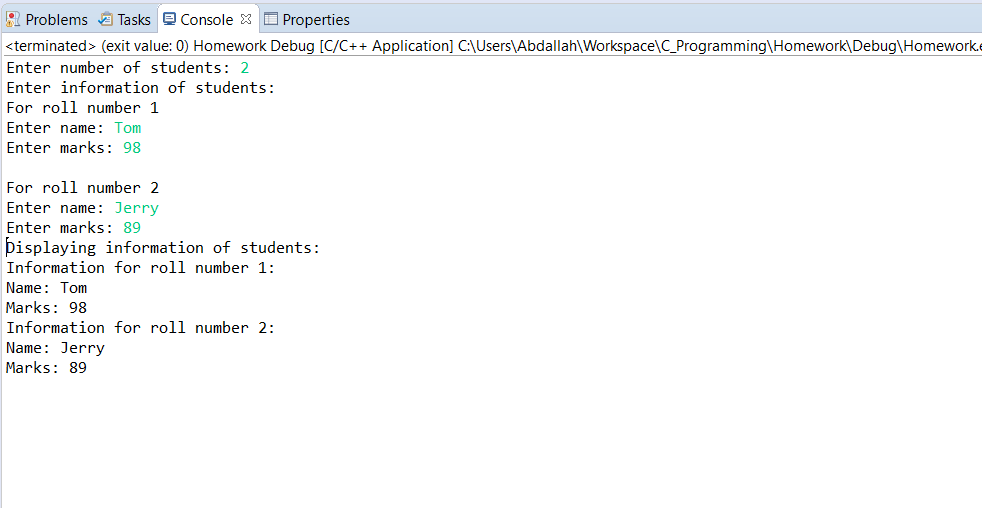 Problems Tasks Console Properties
<terminated> (exit value: 0) Homework Debug [C/C++ Application] C:\Users\Abdallah\Workspace\C_Programming\Homework\Debug\Homework.e
Enter number of students: 2
Enter information of students:
For roll number 1
Enter name: Tom
Enter marks: 98
For roll number 2
Enter name: Jerry
Enter marks: 89
Displaying information of students:
Information for roll number 1:
Name: Tom
Marks: 98
Information for roll number 2:
Name: Jerry
Marks: 89